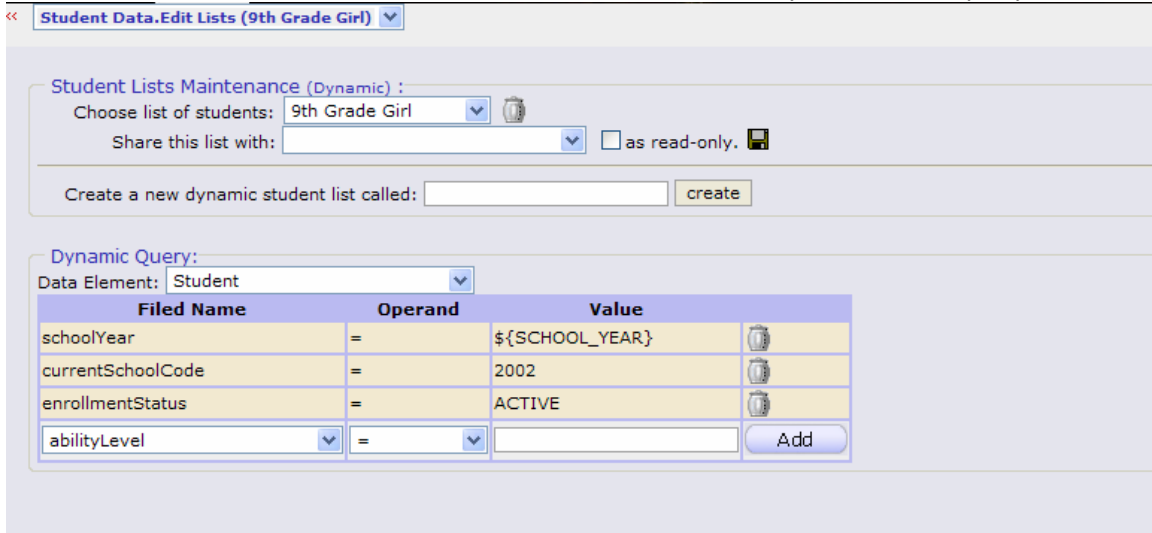 «
Student Data.Edit Lists (9th Grade Girl)
Student Lists Maintenance (Dynamic) :
Choose list of students: 9th Grade Girl
Share this list with: as read-only.
Create a new dynamic student list called: create
Dynamic Query:
Data Element: Student
Filed Name Operand Value
schoolYear = ${SCHOOL_YEAR}
currentSchoolCode = 2002
enrollmentStatus = ACTIVE
abilityLevel = Add